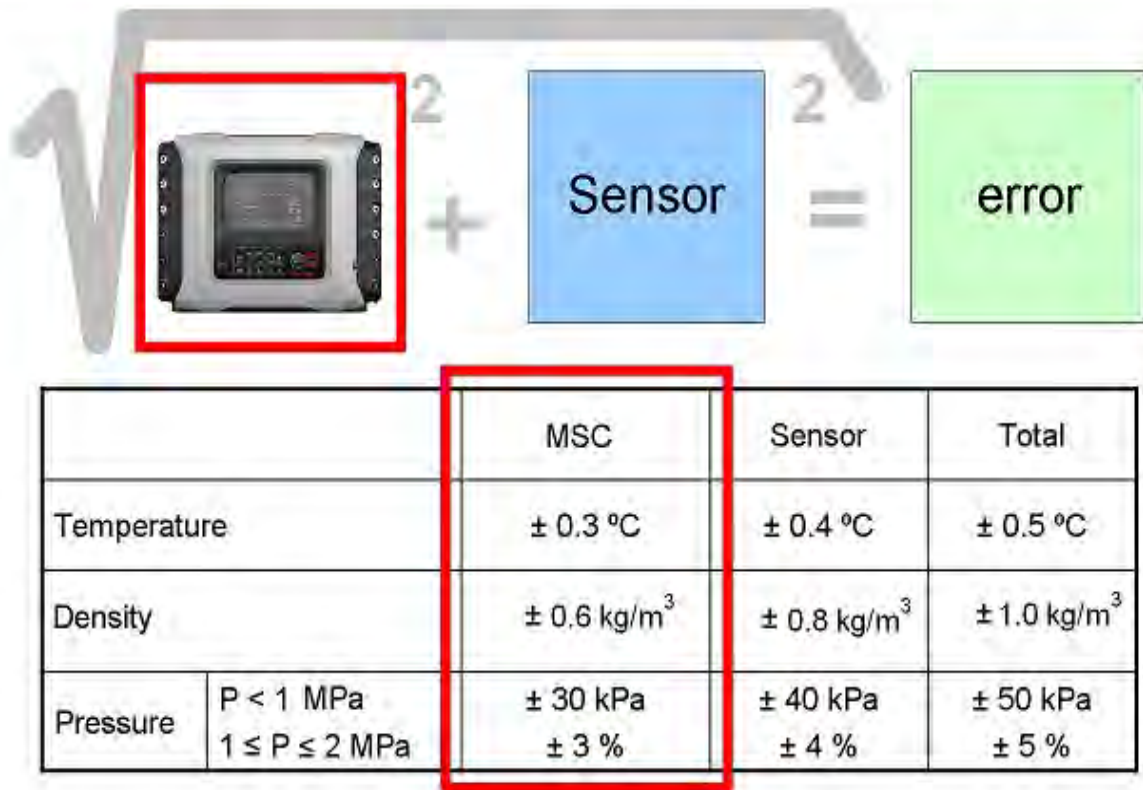 2
+
Sensor
2
=
error
MSC Sensor Total
Temperature ± 0.3 ºC ± 0.4 ºC ± 0.5 ºC
Density ± 0.6 kg/m³ ± 0.8 kg/m³ ± 1.0 kg/m³
Pressure P < 1 MPa ± 30 kPa ± 40 kPa ± 50 kPa
1 ≤ P ≤ 2 MPa ± 3 % ± 4 % ± 5 %